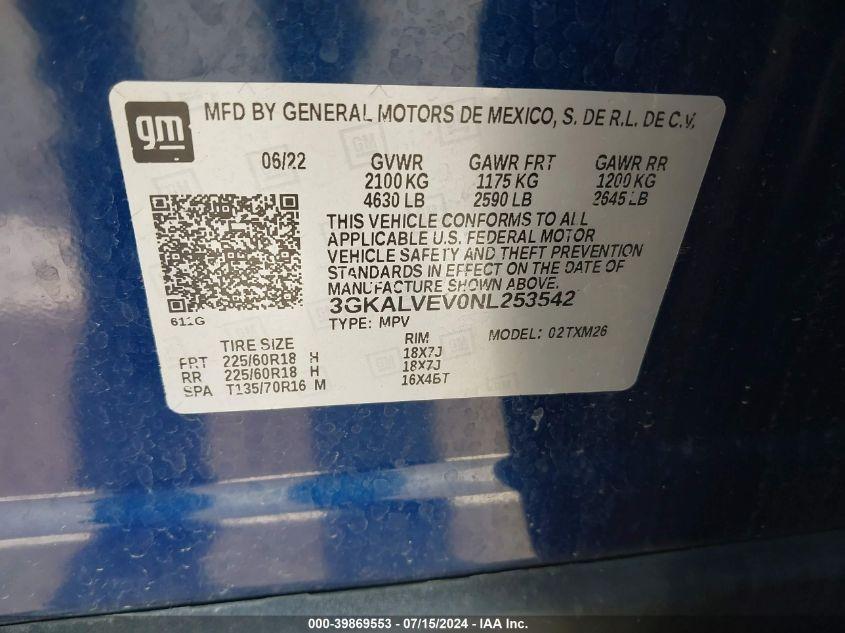 gm
MFD BY GENERAL MOTORS DE MEXICO, S. DE R.L. DE C.V.
06/22 GVWR GAWR FRT GAWR RR
2100 KG 1175 KG 1200 KG
4630 LB 2590 LB 2645 LB
THIS VEHICLE CONFORMS TO ALL
APPLICABLE U.S. FEDERAL MOTOR
VEHICLE SAFETY AND THEFT PREVENTION
STANDARDS IN EFFECT ON THE DATE OF
MANUFACTURE SHOWN ABOVE.
3GKALVEV0NL253542
611G
TYPE: MPV MODEL: 02TXM26
TIRE SIZE RIM
FRT 225/60R18 H 18X7J
RR 225/60R18 H 18X7J
SPA T135/70R16 M 16X4BT
000-39869553 - 07/15/2024 - IAA Inc.